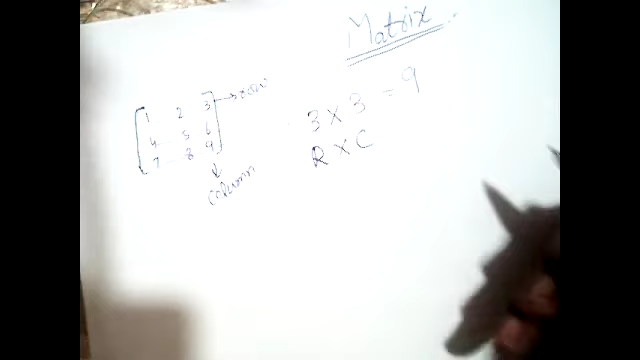 Matrix
1 2 3 → row
4 5 6
7 8 9
↓
column
3 × 3 = 9
R × C